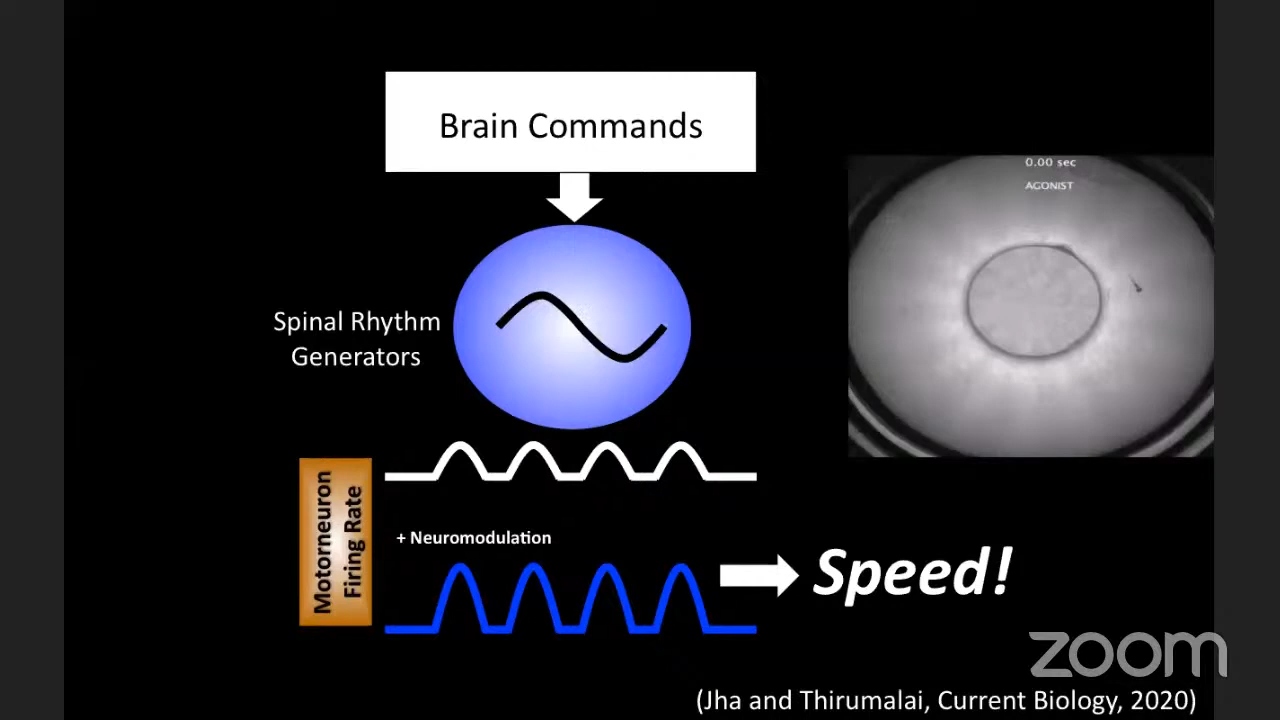 Brain Commands
0.00 sec
AGONIST
Spinal Rhythm
Generators
Motorneuron
Firing Rate
+ Neuromodulation
Speed!
zoom
(Jha and Thirumalai, Current Biology, 2020)